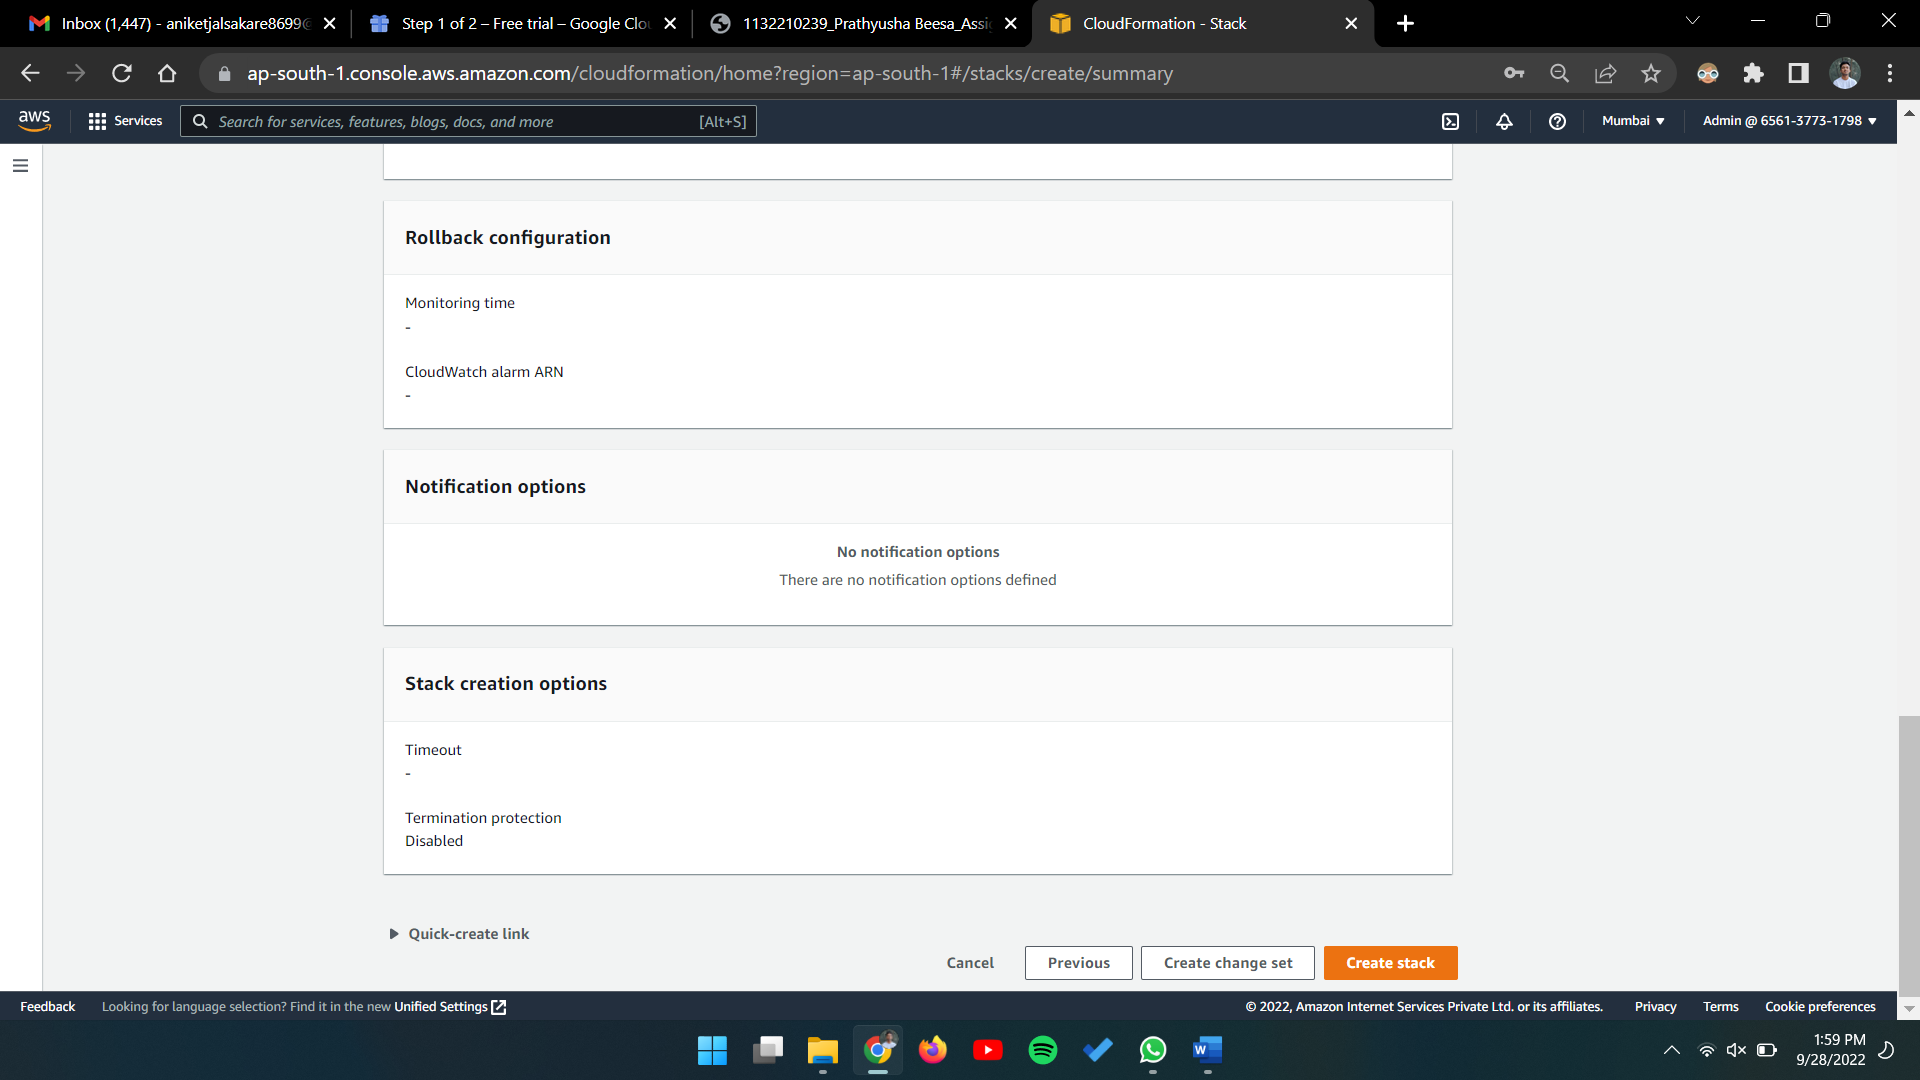 Inbox (1,447) - aniketjalsakare8699@
Step 1 of 2 – Free trial – Google Clo
1132210239_Prathyusha Beesa_Assi
CloudFormation - Stack
ap-south-1.console.aws.amazon.com/cloudformation/home?region=ap-south-1#/stacks/create/summary
aws
Services
Search for services, features, blogs, docs, and more
[Alt+S]
Mumbai
Admin @ 6561-3773-1798
Rollback configuration
Monitoring time
-
CloudWatch alarm ARN
-
Notification options
No notification options
There are no notification options defined
Stack creation options
Timeout
-
Termination protection
Disabled
Quick-create link
Cancel
Previous
Create change set
Create stack
Feedback
Looking for language selection? Find it in the new Unified Settings
© 2022, Amazon Internet Services Private Ltd. or its affiliates.
Privacy
Terms
Cookie preferences
W
1:59 PM
9/28/2022